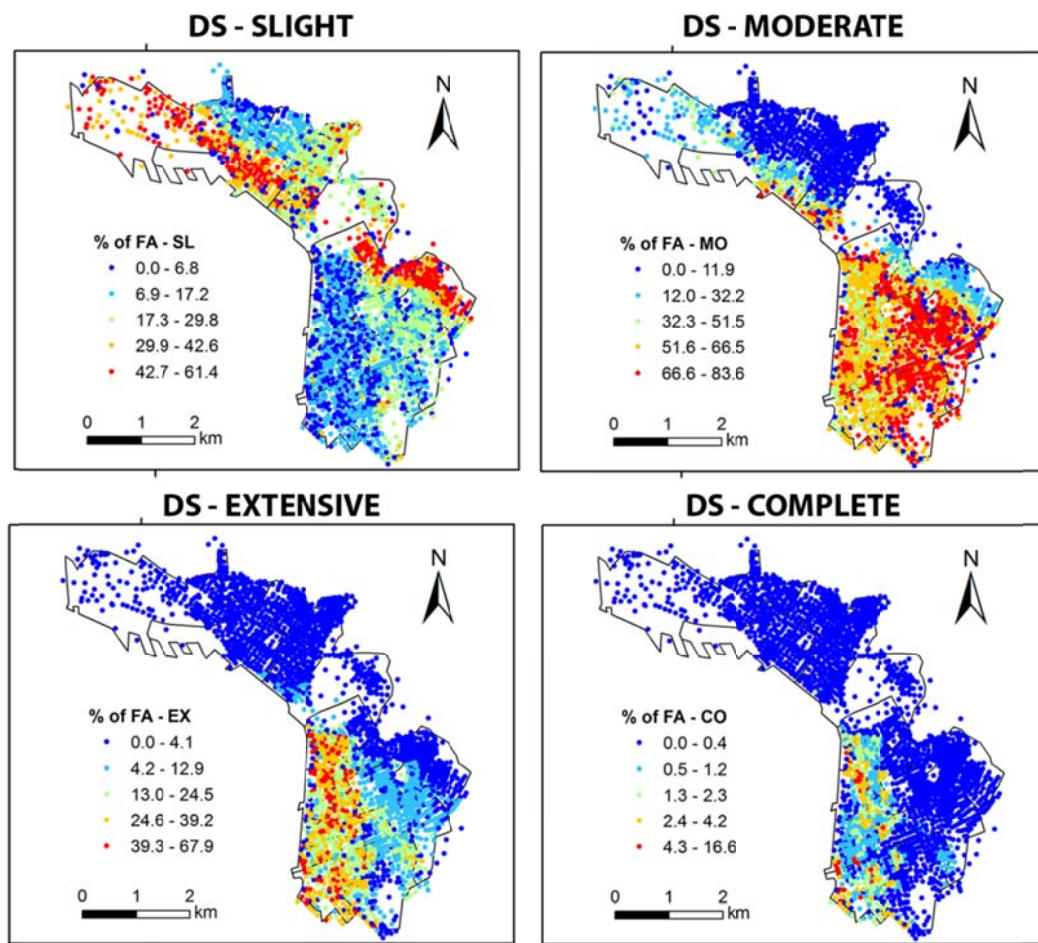 DS - SLIGHT
N
% of FA - SL
0.0 - 6.8
6.9 - 17.2
17.3 - 29.8
29.9 - 42.6
42.7 - 61.4
0 1 2
km
DS - MODERATE
N
% of FA - MO
0.0 - 11.9
12.0 - 32.2
32.3 - 51.5
51.6 - 66.5
66.6 - 83.6
0 1 2
km
DS - EXTENSIVE
N
% of FA - EX
0.0 - 4.1
4.2 - 12.9
13.0 - 24.5
24.6 - 39.2
39.3 - 67.9
0 1 2
km
DS - COMPLETE
N
% of FA - CO
0.0 - 0.4
0.5 - 1.2
1.3 - 2.3
2.4 - 4.2
4.3 - 16.6
0 1 2
km